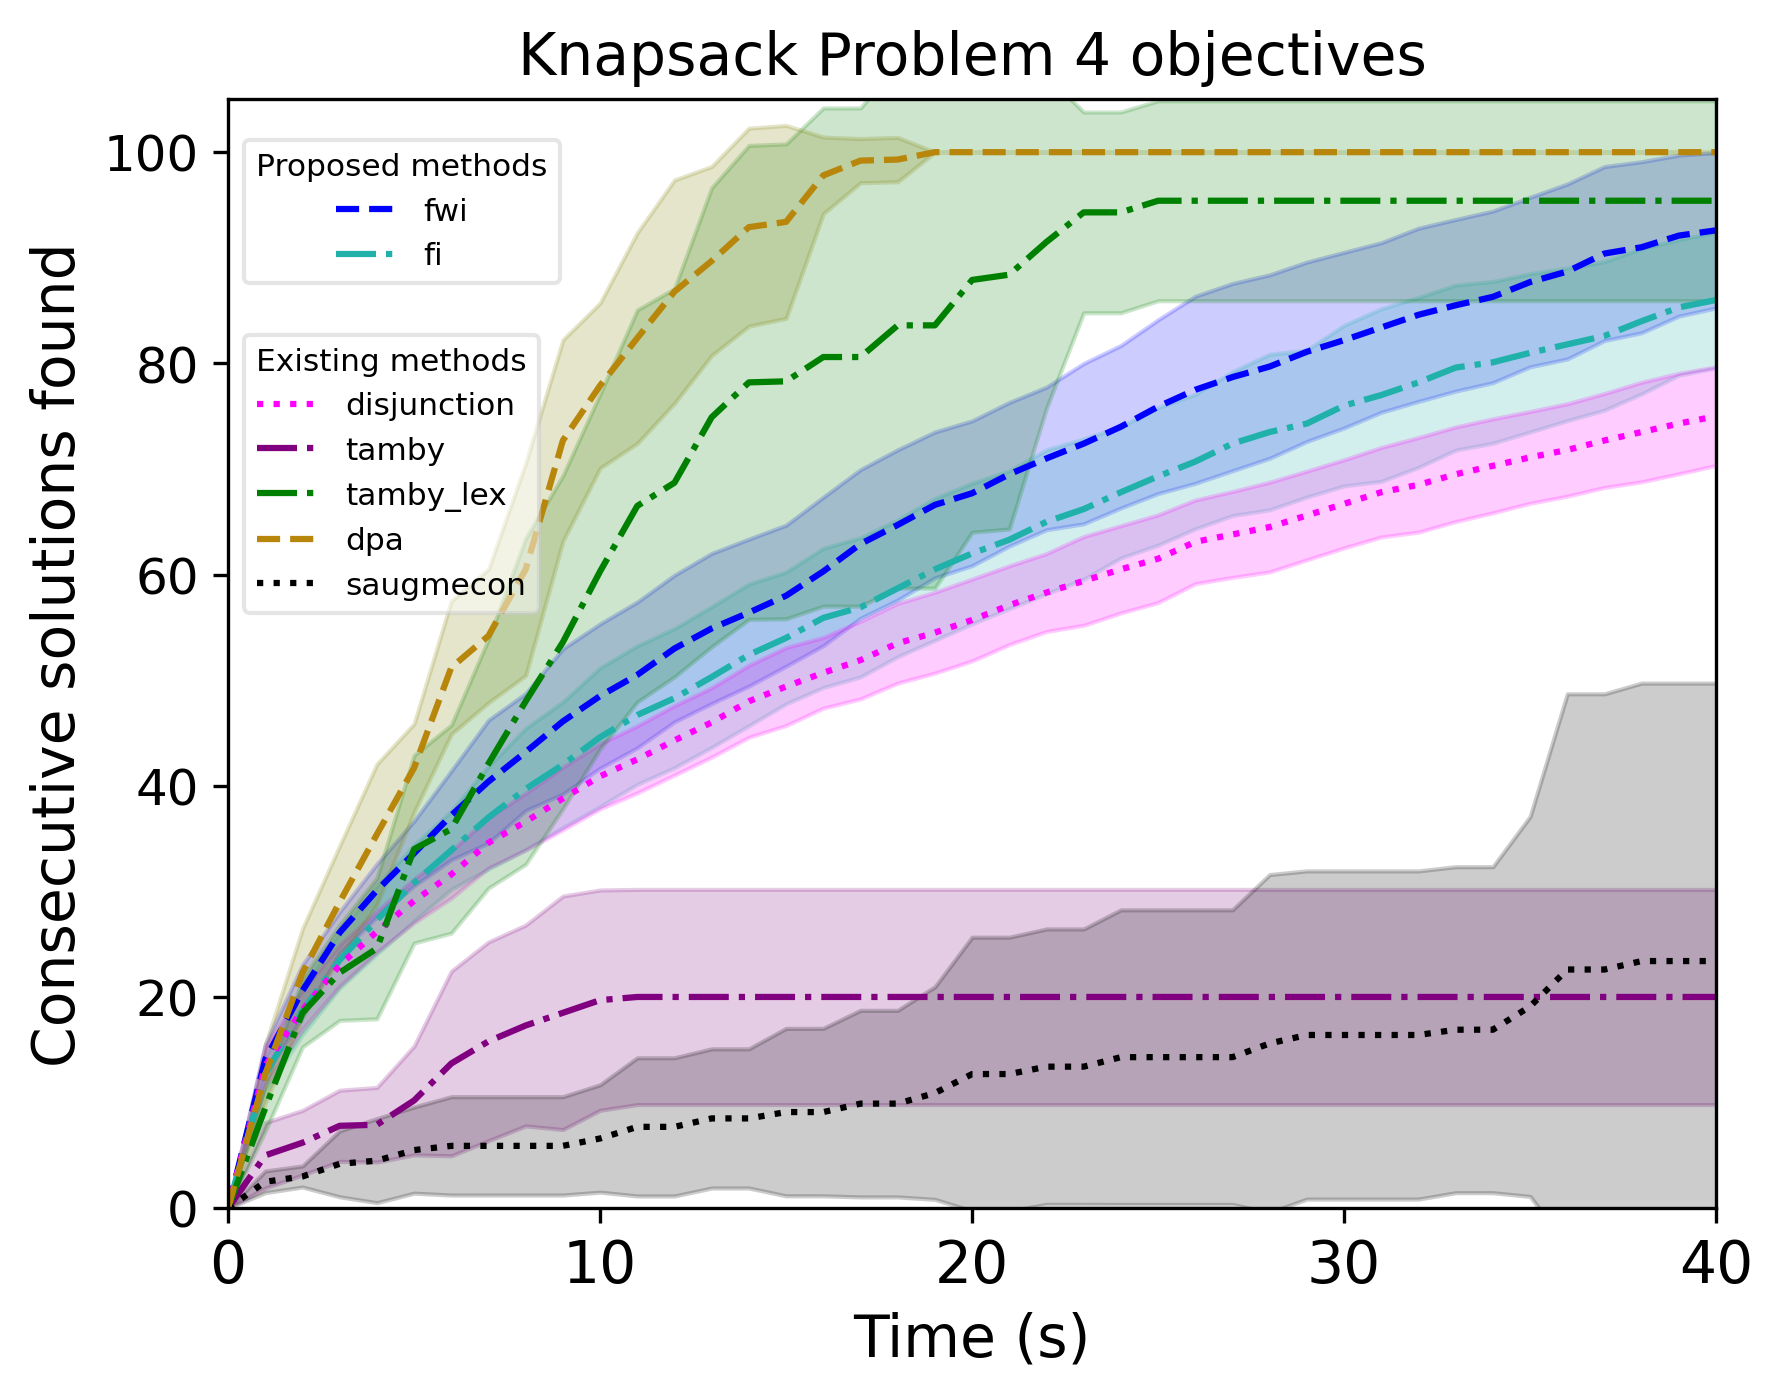 Knapsack Problem 4 objectives
Consecutive solutions found
100
80
60
40
20
0
Proposed methods
fwi
fi
Existing methods
disjunction
tamby
tamby_lex
dpa
saugmecon
0 10 20 30 40
Time (s)